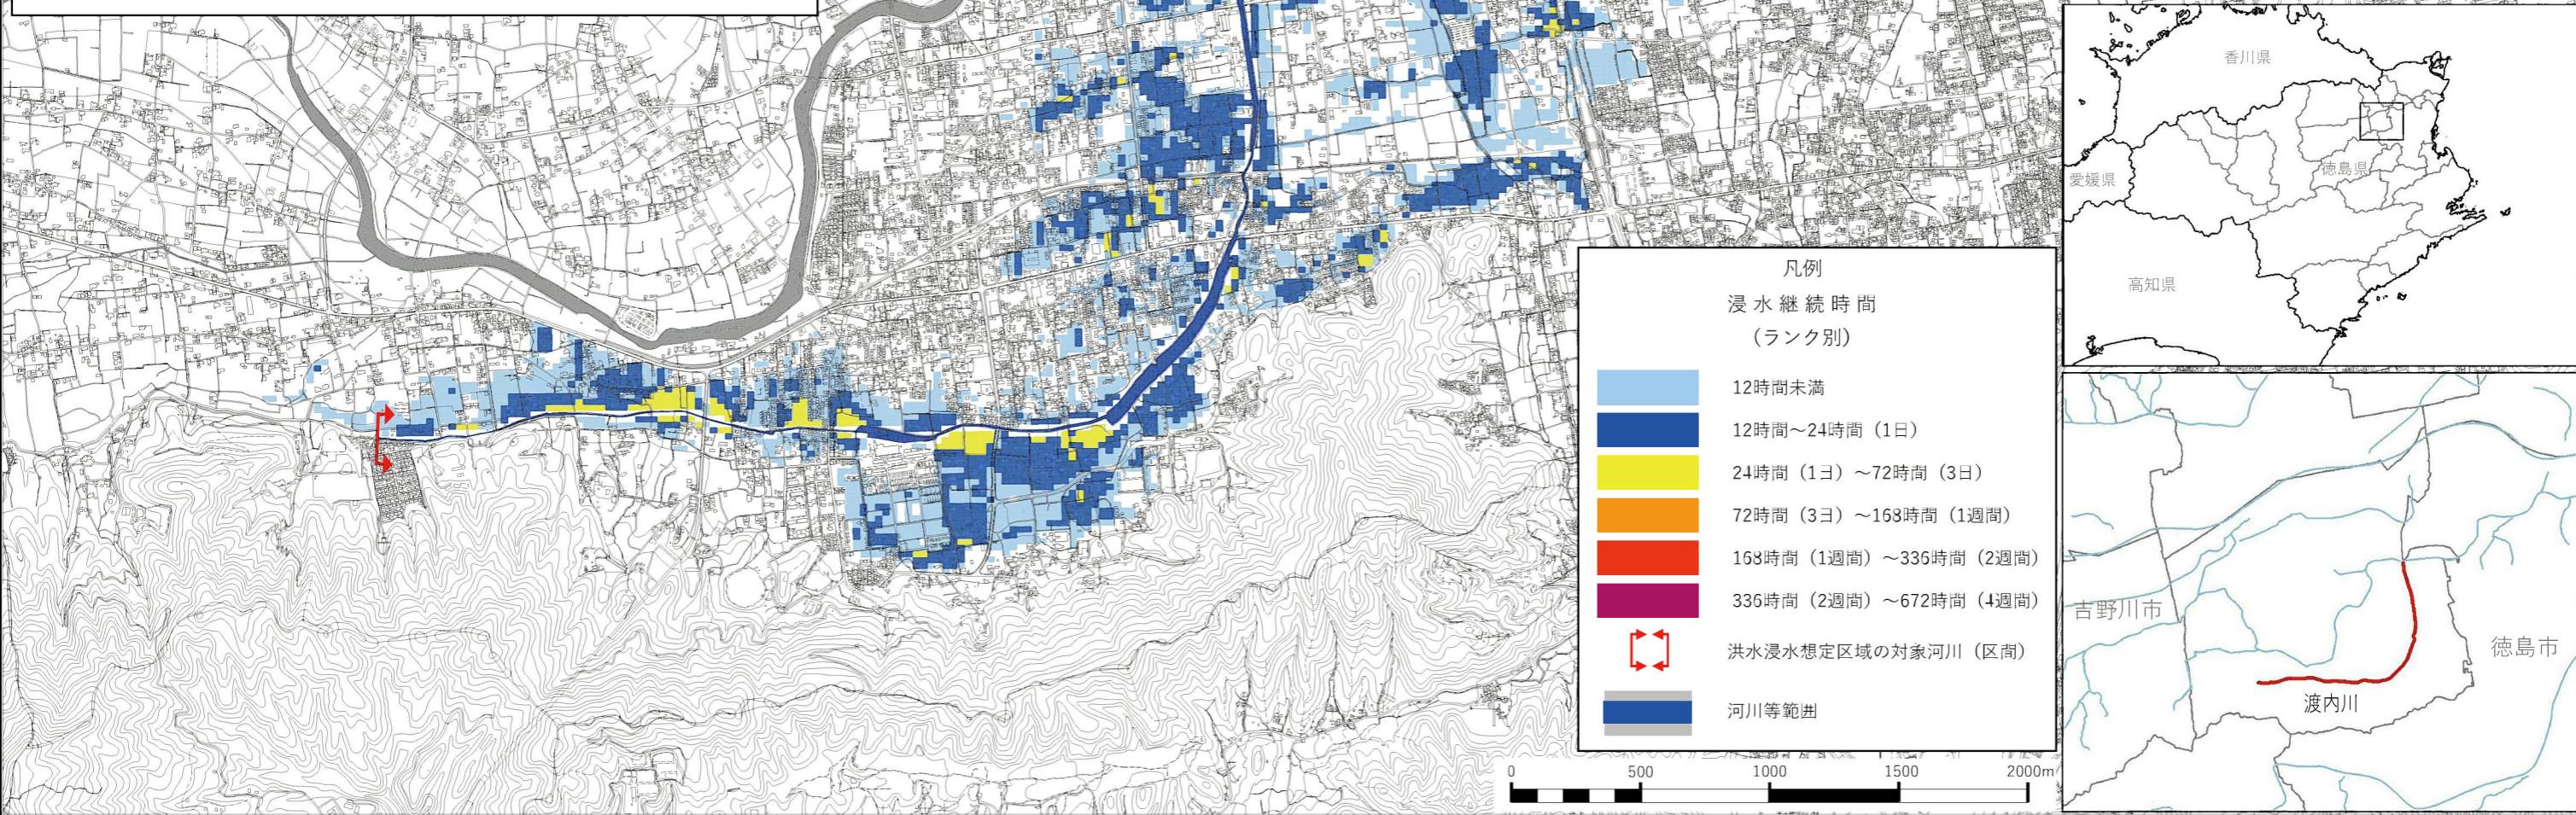 凡例
浸水継続時間
（ランク別）
12時間未満
12時間～24時間（1日）
24時間（1日）～72時間（3日）
72時間（3日）～168時間（1週間）
168時間（1週間）～336時間（2週間）
336時間（2週間）～672時間（4週間）
洪水浸水想定区域の対象河川（区間）
河川等範囲
0 500 1000 1500 2000m
香川県
徳島県
愛媛県
高知県
吉野川市
徳島市
渡内川